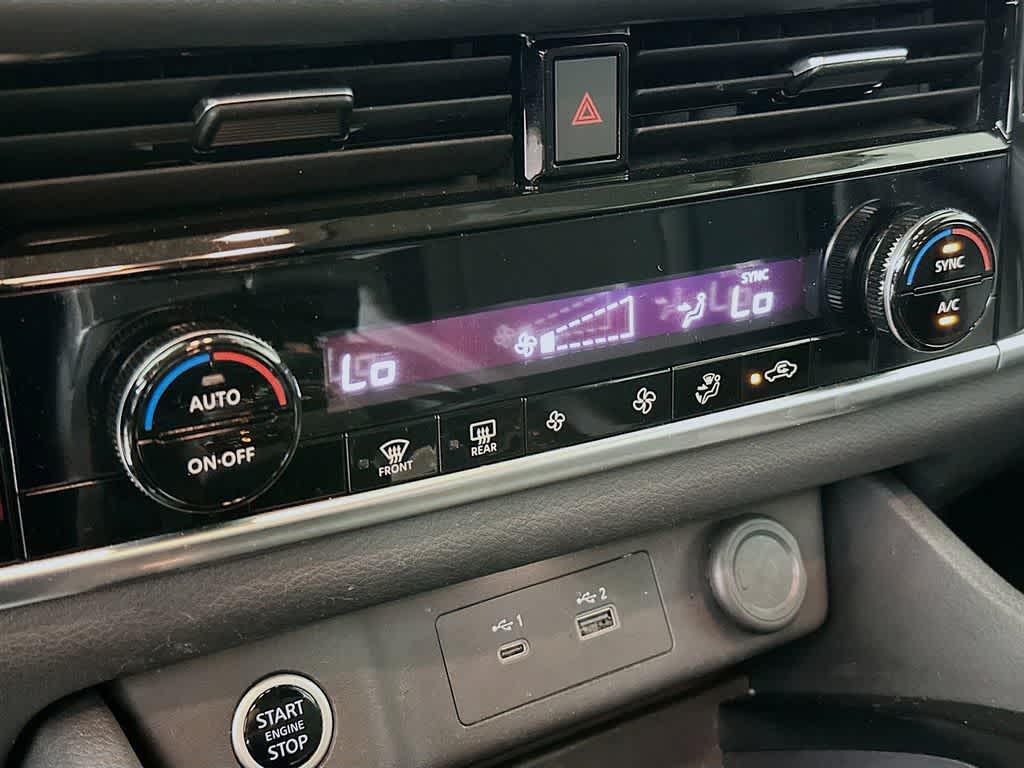 SYNC
Lo
Lo
SYNC
A/C
AUTO
ON·OFF
FRONT
REAR
1
2
START
ENGINE
STOP